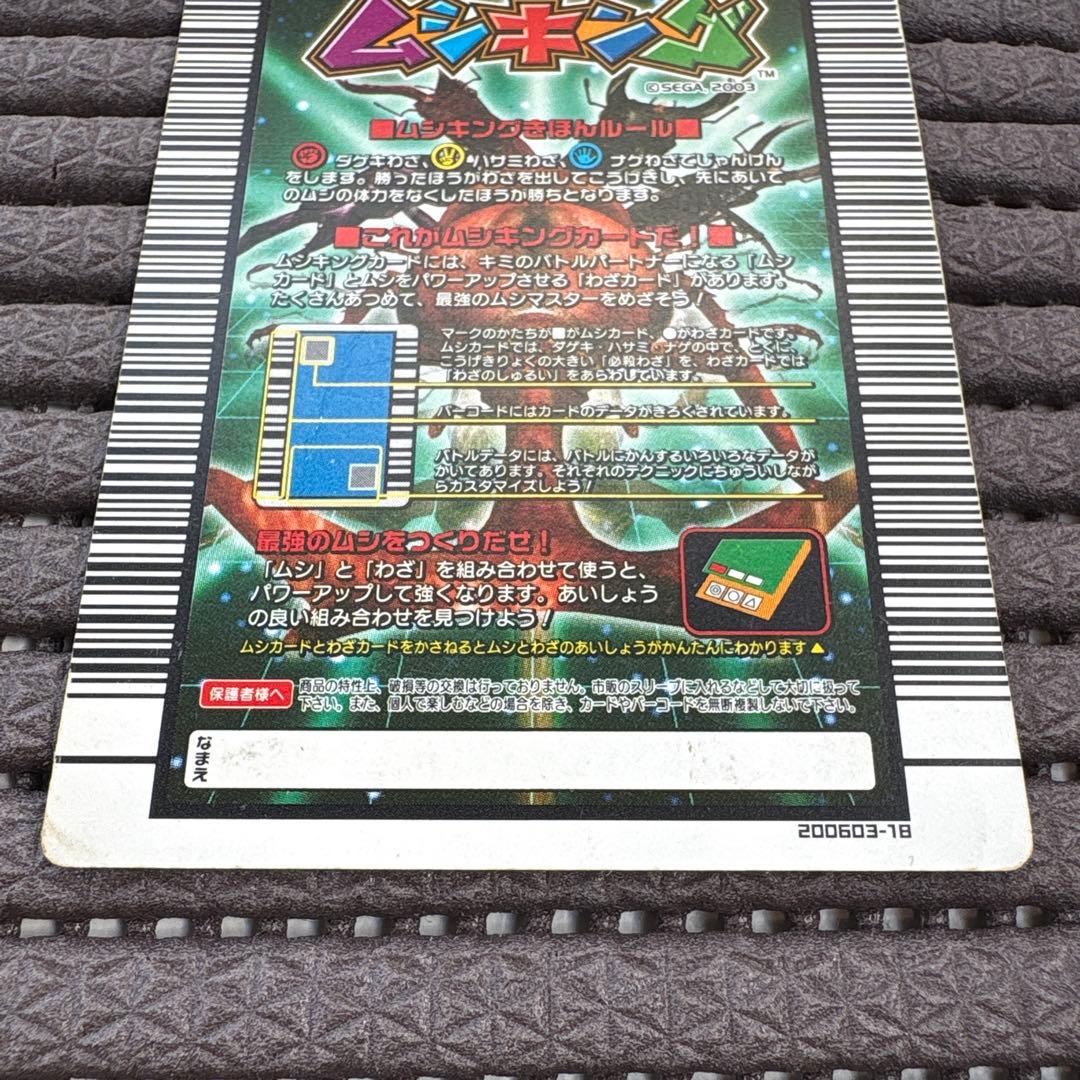 ムシキング
TM
©SEGA, 2003
■ムシキングきほんルール■
ダゲキわざ、ハサミわざ、ナゲわざでじゃんけん
をします。勝ったほうがわざを出してこうげきし、先にあいて
のムシの体力をなくしたほうが勝ちとなります。
■これがムシキングカードだ！■
ムシキングカードには、キミのバトルパートナーになる「ムシ
カード」とムシをパワーアップさせる「わざカード」があります。
たくさんあつめて、最強のムシマスターをめざそう！
マークのかたちが■がムシカード、●がわざカードです。
ムシカードでは、ダゲキ・ハサミ・ナゲの中で、とくに、
こうげきりょくの大きい「必殺わざ」を、わざカードでは
「わざのしゅるい」をあらわしています。
バーコードにはカードのデータがきろくされています。
バトルデータには、バトルにかんするいろいろなデータが
かいてあります。それぞれのテクニックにちゅういしなが
らカスタマイズしよう！
最強のムシをつくりだせ！
「ムシ」と「わざ」を組み合わせて使うと、
パワーアップして強くなります。あいしょう
の良い組み合わせを見つけよう！
ムシカードとわざカードをかさねるとムシとわざのあいしょうがかんたんにわかります▲
保護者様へ
商品の特性上、破損等の交換は行っておりません。市販のスリーブに入れるなどして大切に扱って
下さい。また、個人で楽しむなどの場合を除き、カードやバーコードを無断複製しないで下さい。
なまえ
200603-18